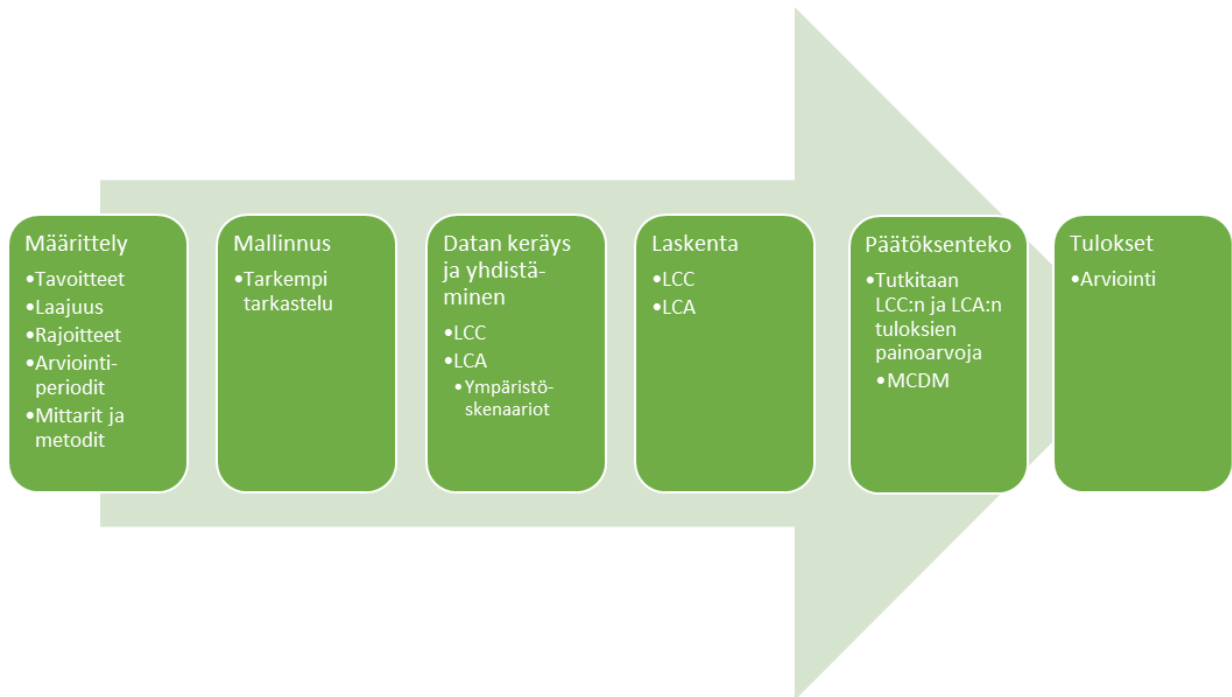 Määrittely
•Tavoitteet
•Laajuus
•Rajoitteet
•Arviointi-
periodit
•Mittarit ja
metodit
Mallinnus
•Tarkempi
tarkastelu
Datan keräys
ja yhdistä-
minen
•LCC
•LCA
•Ympäristö-
skenaariot
Laskenta
•LCC
•LCA
Päätöksenteko
•Tutkitaan
LCC:n ja LCA:n
tuloksien
painoarvoja
•MCDM
Tulokset
•Arviointi